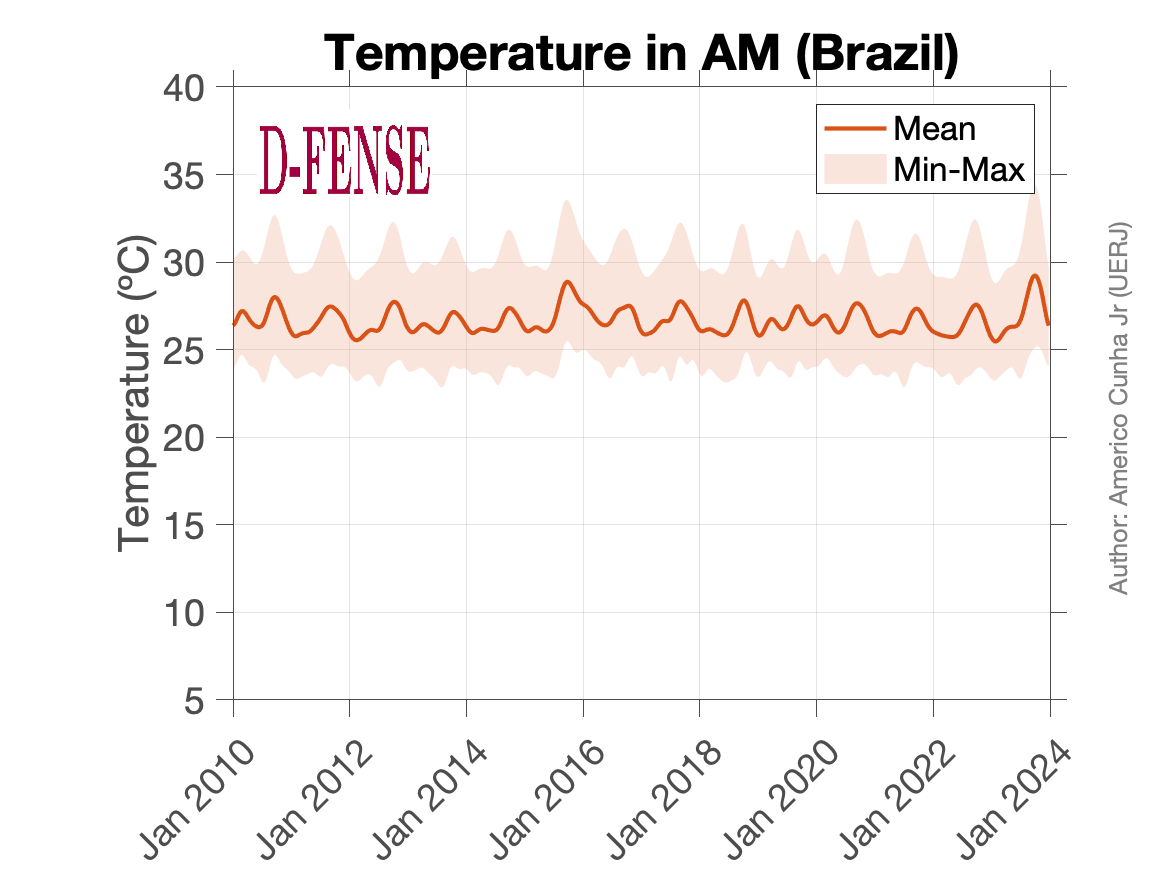 Temperature in AM (Brazil)
D-FENSE
Mean
Min-Max
Temperature (ºC)
40
35
30
25
20
15
10
5
Jan 2010
Jan 2012
Jan 2014
Jan 2016
Jan 2018
Jan 2020
Jan 2022
Jan 2024
Author: Americo Cunha Jr (UERJ)